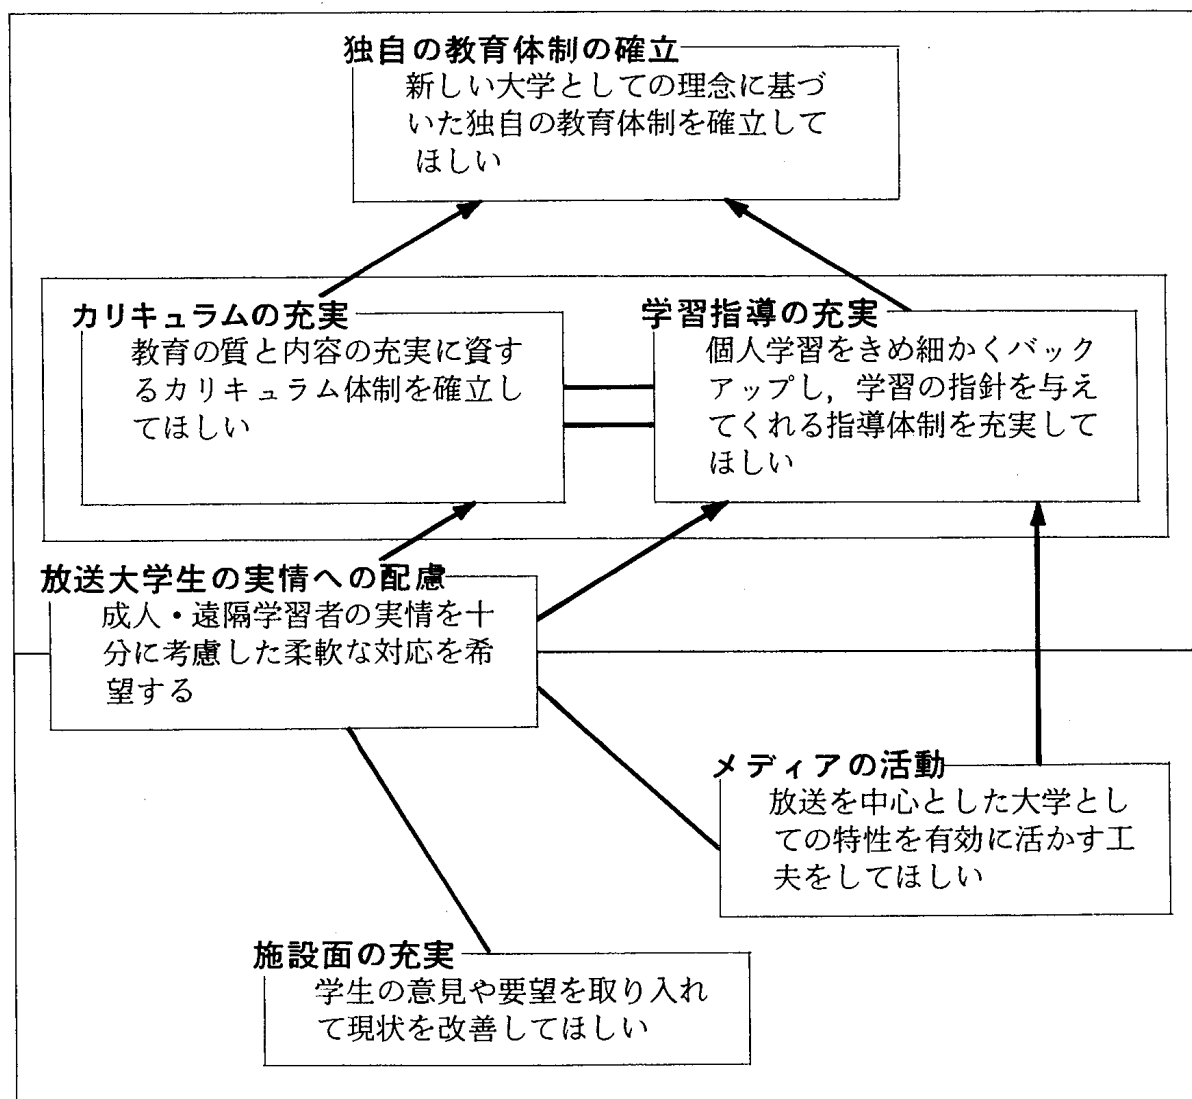 独自の教育体制の確立
新しい大学としての理念に基づ
いた独自の教育体制を確立して
ほしい
カリキュラムの充実
教育の質と内容の充実に資す
るカリキュラム体制を確立し
てほしい
学習指導の充実
個人学習をきめ細かくバック
アップし，学習の指針を与え
てくれる指導体制を充実して
ほしい
放送大学生の実情への配慮
成人・遠隔学習者の実情を十
分に考慮した柔軟な対応を希
望する
メディアの活動
放送を中心とした大学とし
ての特性を有効に活かす工
夫をしてほしい
施設面の充実
学生の意見や要望を取り入れ
て現状を改善してほしい